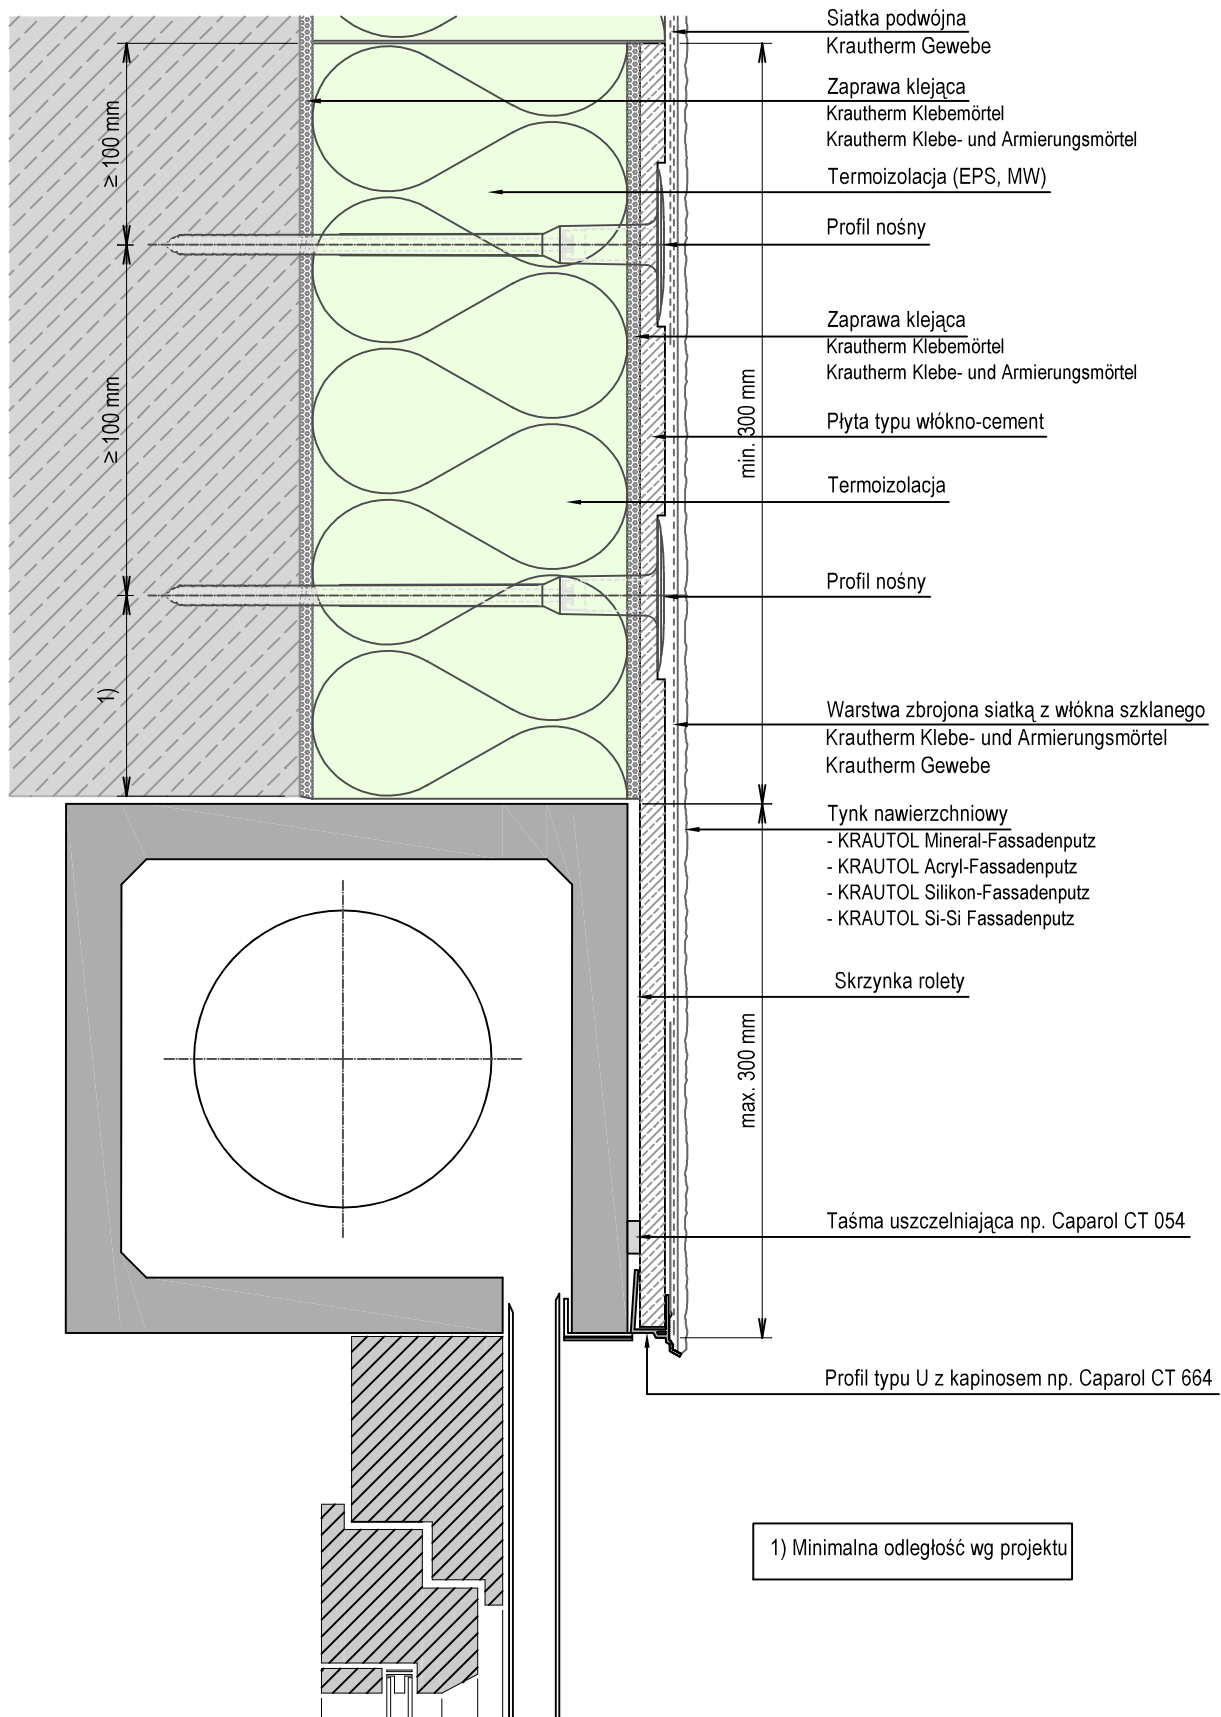 Siatka podwójna
Krautherm Gewebe
Zaprawa klejąca
Krautherm Klebemörtel
Krautherm Klebe- und Armierungsmörtel
Termoizolacja (EPS, MW)
Profil nośny
Zaprawa klejąca
Krautherm Klebemörtel
Krautherm Klebe- und Armierungsmörtel
Płyta typu włókno-cement
Termoizolacja
Profil nośny
Warstwa zbrojona siatką z włókna szklanego
Krautherm Klebe- und Armierungsmörtel
Krautherm Gewebe
Tynk nawierzchniowy
- KRAUTOL Mineral-Fassadenputz
- KRAUTOL Acryl-Fassadenputz
- KRAUTOL Silikon-Fassadenputz
- KRAUTOL Si-Si Fassadenputz
Skrzynka rolety
Taśma uszczelniająca np. Caparol CT 054
Profil typu U z kapinosem np. Caparol CT 664
1) Minimalna odległość wg projektu
≥ 100 mm
≥ 100 mm
1)
min. 300 mm
max. 300 mm